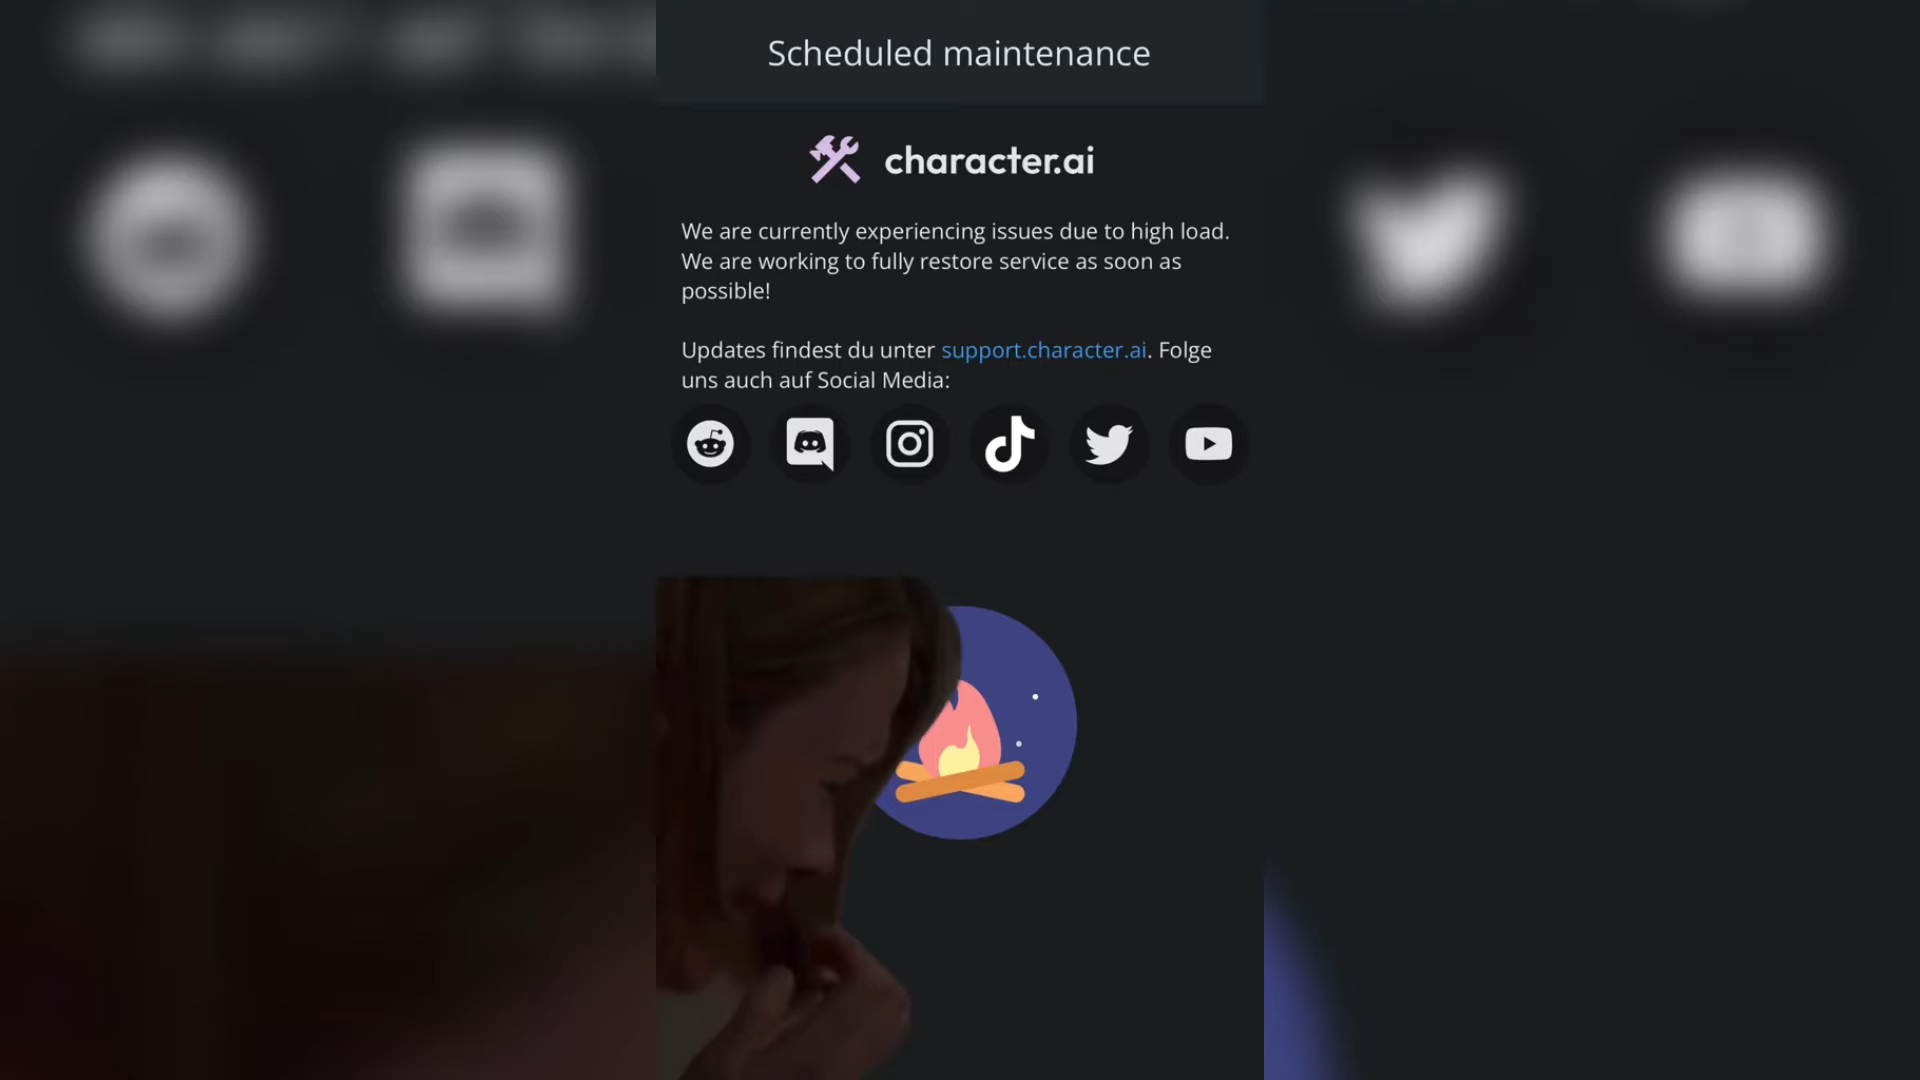 Scheduled maintenance
character.ai
We are currently experiencing issues due to high load.
We are working to fully restore service as soon as
possible!
Updates findest du unter support.character.ai. Folge
uns auch auf Social Media: